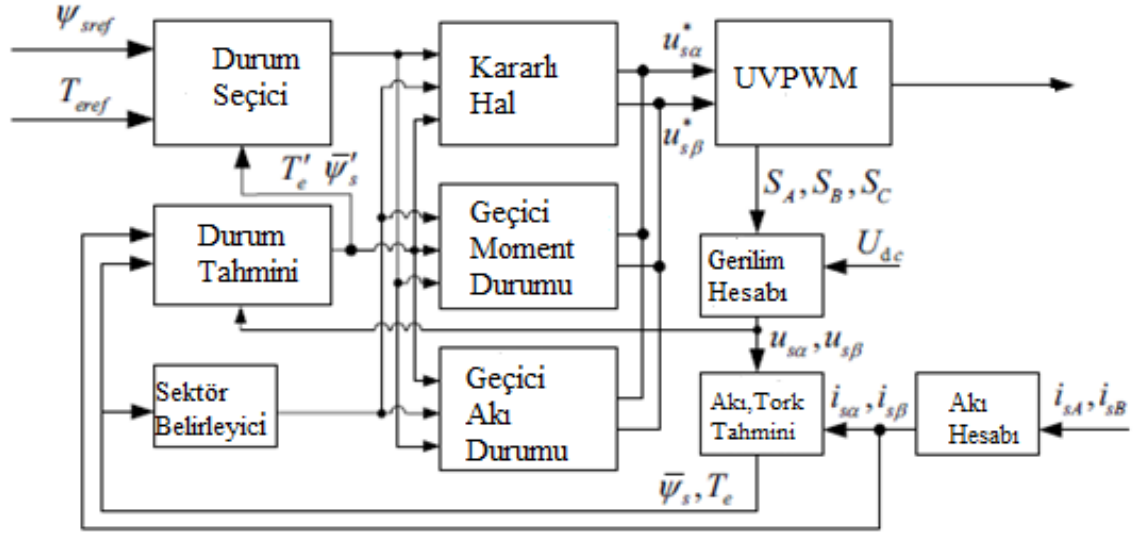 ψsref
Teref
Durum
Seçici
Kararlı
Hal
u*sα
u*sβ
UVPWM
T′e ψ̅′s
SA, SB, SC
Durum
Tahmini
Geçici
Moment
Durumu
Gerilim
Hesabı
Udc
usα, usβ
Sektör
Belirleyici
Geçici
Akı
Durumu
Akı,Tork
Tahmini
isα, isβ
Akı
Hesabı
isA, isB
ψ̅s, Te